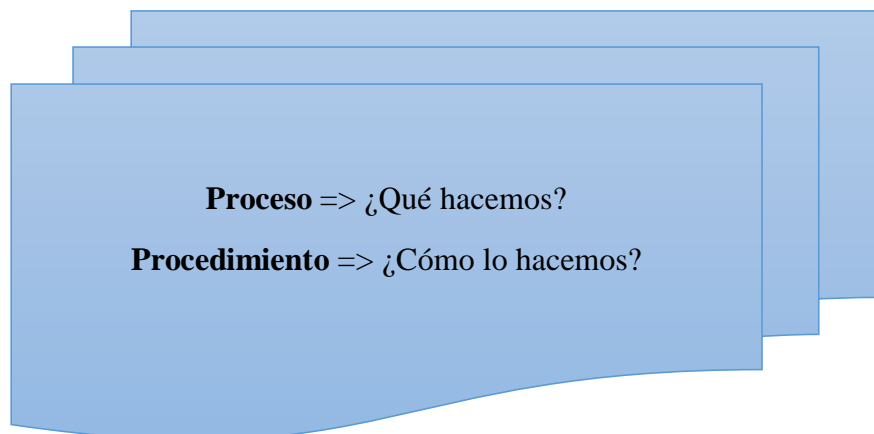 Proceso => ¿Qué hacemos?
Procedimiento => ¿Cómo lo hacemos?